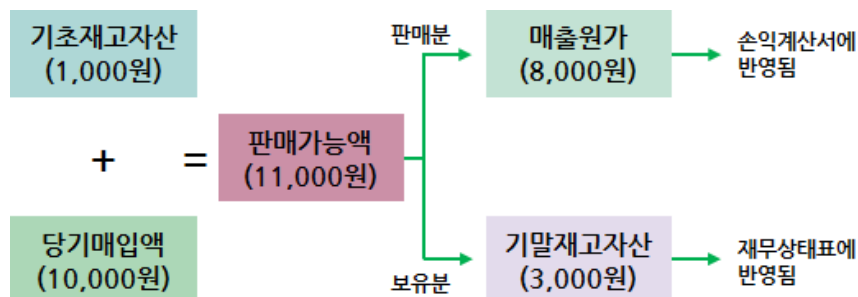 기초재고자산
(1,000원)
+
당기매입액
(10,000원)
=
판매가능액
(11,000원)
판매분
매출원가
(8,000원)
손익계산서에
반영됨
보유분
기말재고자산
(3,000원)
재무상태표에
반영됨